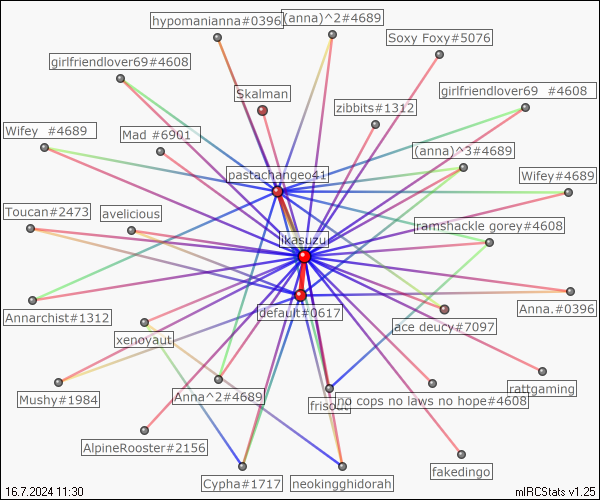 hypomanianna#0396
(anna)^2#4689
Soxy Foxy#5076
girlfriendlover69#4608
Skalman
girlfriendlover69 #4608
zibbits#1312
Wifey #4689
Mad #6901
(anna)^3#4689
pastachangeo41
Wifey#4689
Toucan#2473
avelicious
ramshackle gorey#4608
ikasuzu
Annarchist#1312
default#0617
Anna.#0396
xenoyaut
ace deucy#7097
Mushy#1984
Anna^2#4689
frisout
no cops no laws no hope#4608
rattgaming
AlpineRooster#2156
Cypha#1717
neokingghidorah
fakedingo
16.7.2024 11:30
mIRCStats v1.25